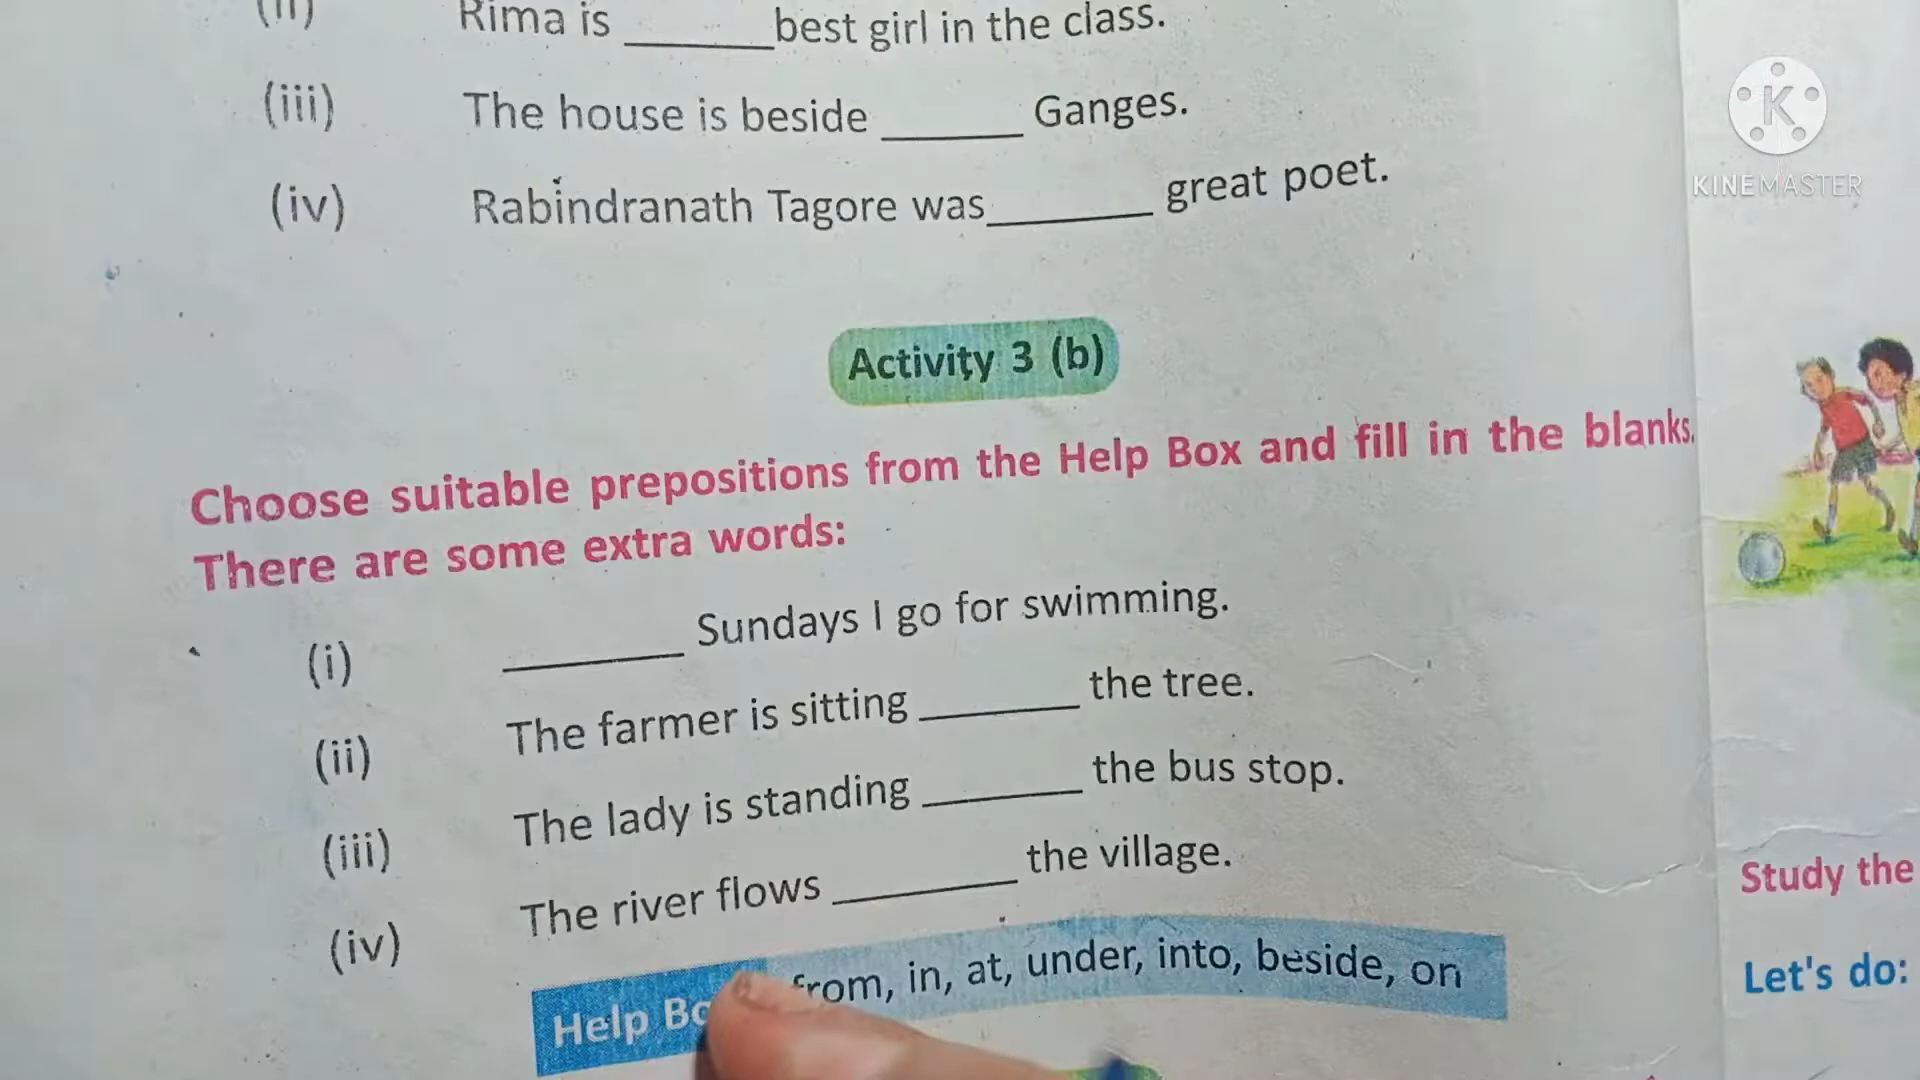 (ii) Rima is ______ best girl in the class.
(iii) The house is beside ______ Ganges.
(iv) Rabindranath Tagore was ______ great poet.
K
KINEMASTER
Activity 3 (b)
Choose suitable prepositions from the Help Box and fill in the blanks.
There are some extra words:
(i) ______ Sundays I go for swimming.
(ii) The farmer is sitting ______ the tree.
(iii) The lady is standing ______ the bus stop.
(iv) The river flows ______ the village.
Help from, in, at, under, into, beside, on
Study the
Let's do: